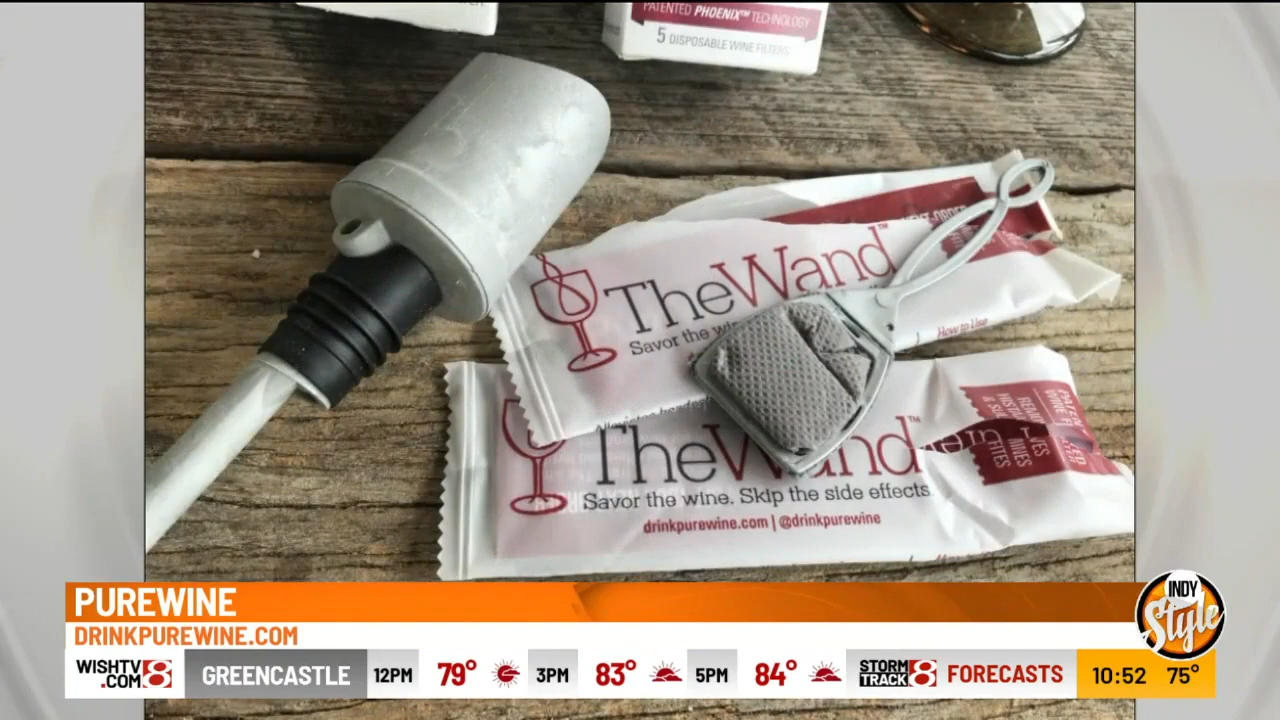 PATENTED PHOENIX™ TECHNOLOGY
5 DISPOSABLE WINE FILTERS
TheWand™
Savor the wi
How to Use
TheWand™
Savor the wine. Skip the side effects.
drinkpurewine.com | @drinkpurewine
PUREWINE
DRINKPUREWINE.COM
INDY
Style
WISHTV
.COM 8
GREENCASTLE
12PM
79°
3PM
83°
5PM
84°
STORM
TRACK 8
FORECASTS
10:52
75°